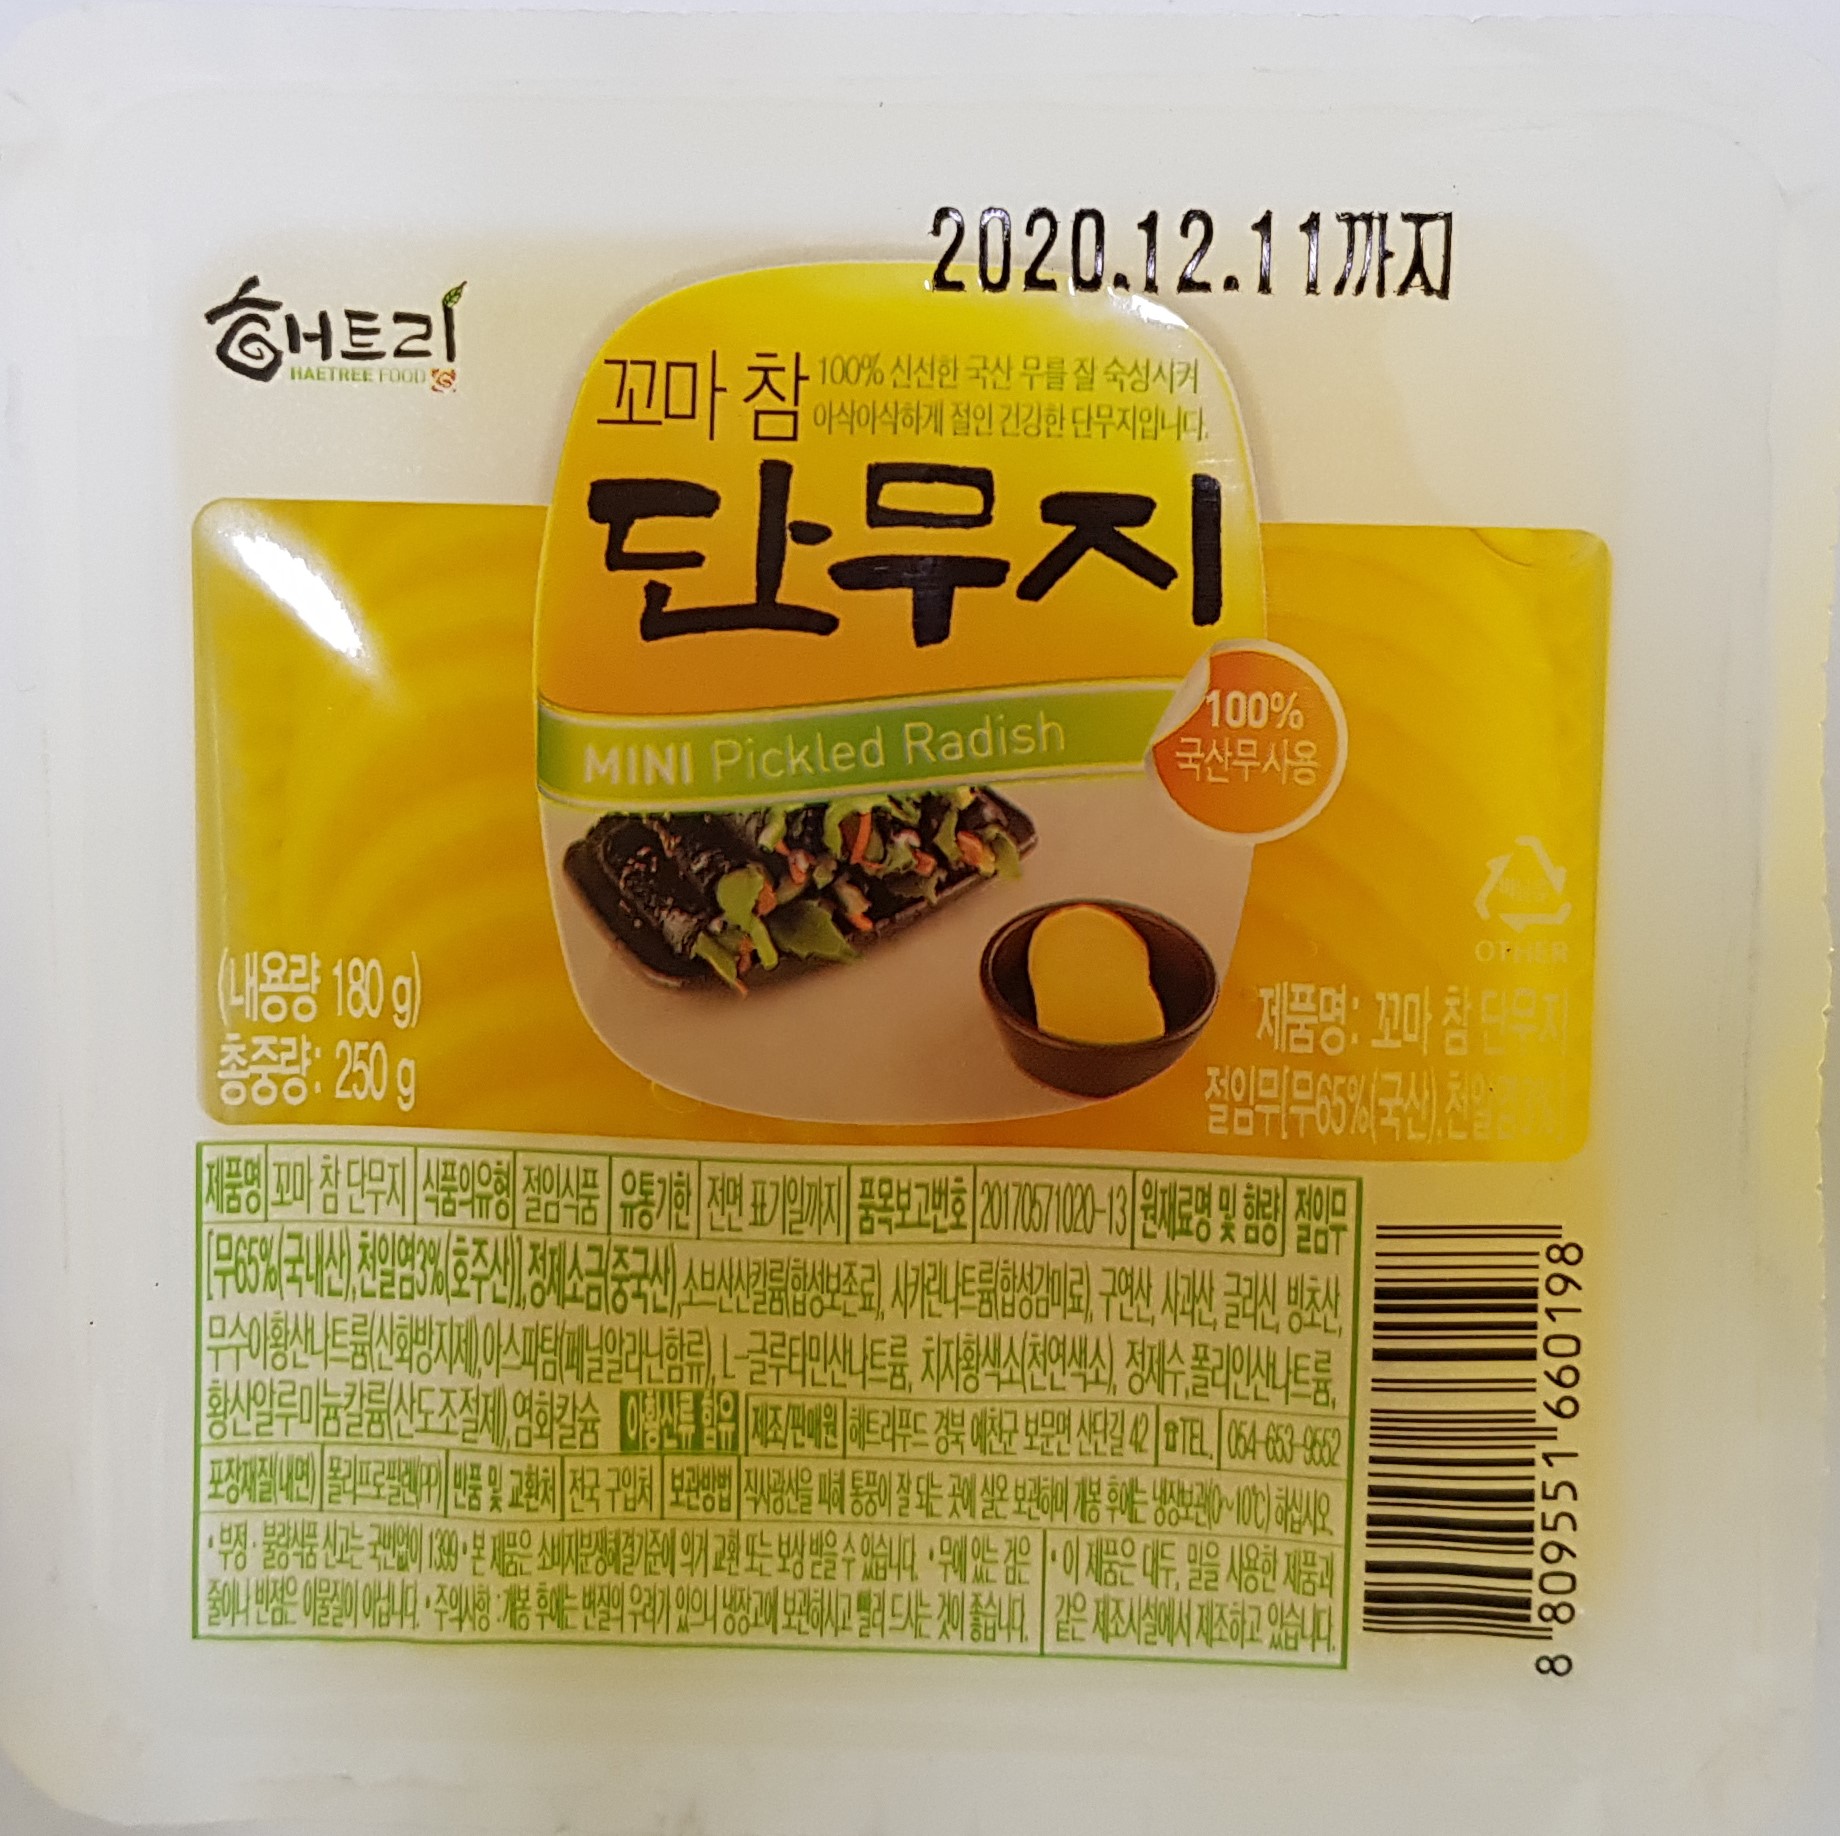 2020.12.11까지
해트리
HAETREE FOOD
꼬마 참
100% 신선한 국산 무를 잘 숙성시켜
아삭아삭하게 절인 건강한 단무지입니다.
단무지
MINI Pickled Radish
100%
국산무사용
OTHER
(내용량 180 g)
총중량: 250 g
제품명: 꼬마 참 단무지
절임무[무65%(국산),천일염3%]
제품명 꼬마 참 단무지 식품의유형 절임식품 유통기한 전면 표기일까지 품목보고번호 20170571020-13 원재료명 및 함량 절임무
[무65%(국내산),천일염3%(호주산)],정제소금(중국산),소브산신칼륨(합성보존료), 사카린나트륨(합성감미료), 구연산, 사과산, 글리신, 빙초산,
무수아황산나트륨(산화방지제),아스파탐(페닐알라닌함유), L-글루타민산나트륨, 치자황색소(천연색소), 정제수,폴리인산나트륨,
황산알루미늄칼륨(산도조절제),염화칼슘 아황산류 함유 제조/판매원 해트리푸드 경북 예천군 보문면 산단길 42 ☎TEL. 054-653-9552
포장재질(내면) 폴리프로필렌(PP) 반품 및 교환처 전국 구입처 보관방법 직사광선을 피해 통풍이 잘 되는 곳에 실온 보관하며 개봉 후에는 냉장보관(0~10℃) 하십시오.
• 부정 · 불량식품 신고는 국번없이 1399 • 본 제품은 소비자분쟁해결기준에 의거 교환 또는 보상 받을 수 있습니다. • 무에 있는 검은
줄이나 반점은 이물질이 아닙니다. • 주의사항 : 개봉 후에는 변질의 우려가 있으니 냉장고에 보관하시고 빨리 드시는 것이 좋습니다.
• 이 제품은 대두, 밀을 사용한 제품과
같은 제조시설에서 제조하고 있습니다.
8 809551 660198